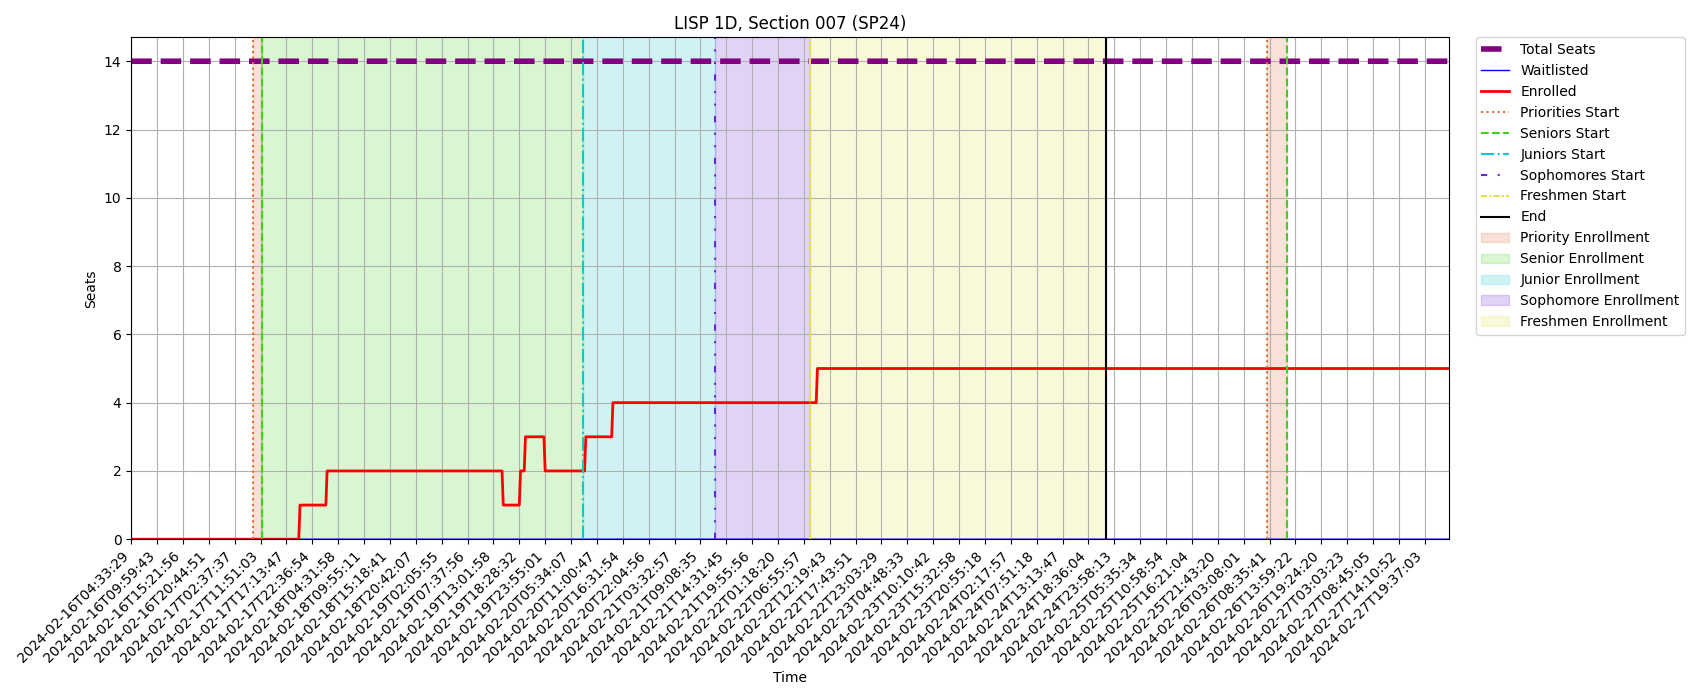 LISP 1D, Section 007 (SP24)
Seats
14
12
10
8
6
4
2
0
2024-02-16T04:33:29
2024-02-16T09:59:43
2024-02-16T15:21:56
2024-02-16T20:44:51
2024-02-17T02:37:37
2024-02-17T11:51:03
2024-02-17T17:13:47
2024-02-17T22:36:54
2024-02-18T04:31:58
2024-02-18T09:55:11
2024-02-18T15:18:41
2024-02-18T20:42:07
2024-02-19T02:05:55
2024-02-19T07:37:56
2024-02-19T13:01:58
2024-02-19T18:28:32
2024-02-19T23:55:01
2024-02-20T05:34:07
2024-02-20T11:00:47
2024-02-20T16:31:54
2024-02-20T22:04:56
2024-02-21T03:32:57
2024-02-21T09:08:35
2024-02-21T14:31:45
2024-02-21T19:55:56
2024-02-22T01:18:20
2024-02-22T06:55:57
2024-02-22T12:19:43
2024-02-22T17:43:51
2024-02-22T23:03:29
2024-02-23T04:48:33
2024-02-23T10:10:42
2024-02-23T15:32:58
2024-02-23T20:55:18
2024-02-24T02:17:57
2024-02-24T07:51:18
2024-02-24T13:13:47
2024-02-24T18:36:04
2024-02-24T23:58:13
2024-02-25T05:35:34
2024-02-25T10:58:54
2024-02-25T16:21:04
2024-02-25T21:43:20
2024-02-26T03:08:01
2024-02-26T08:35:41
2024-02-26T13:59:22
2024-02-26T19:24:20
2024-02-27T03:03:23
2024-02-27T08:45:05
2024-02-27T14:10:52
2024-02-27T19:37:03
Time
Total Seats
Waitlisted
Enrolled
Priorities Start
Seniors Start
Juniors Start
Sophomores Start
Freshmen Start
End
Priority Enrollment
Senior Enrollment
Junior Enrollment
Sophomore Enrollment
Freshmen Enrollment